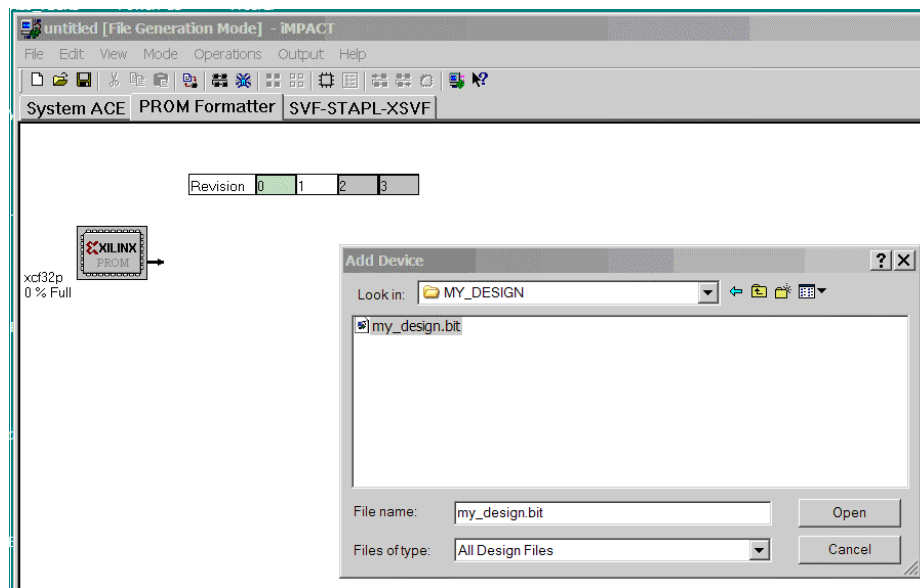 untitled [File Generation Mode] - iMPACT
File Edit View Mode Operations Output Help
System ACE PROM Formatter SVF-STAPL-XSVF
Revision 0 1 2 3
XILINX
PROM
xcf32p
0 % Full
Add Device
Look in: MY_DESIGN
my_design.bit
File name: my_design.bit Open
Files of type: All Design Files Cancel